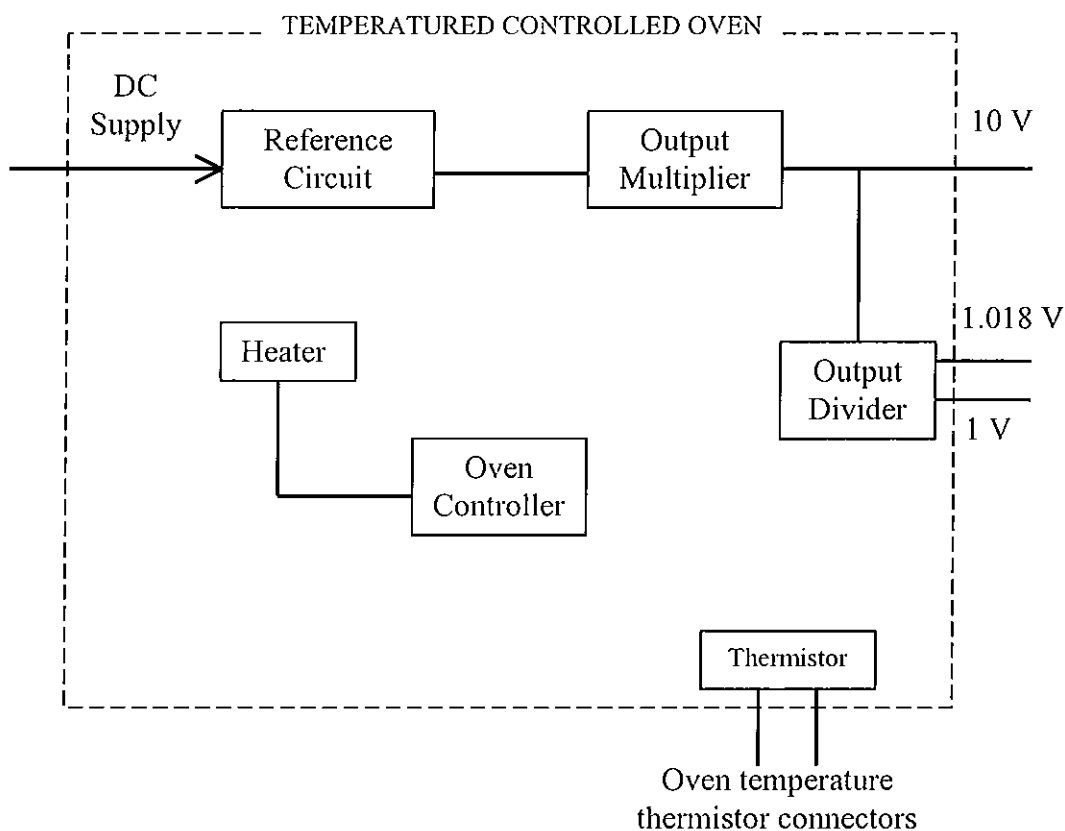 TEMPERATURED CONTROLLED OVEN
DC
Supply
Reference
Circuit
Output
Multiplier
10 V
1.018 V
Heater
Output
Divider
1 V
Oven
Controller
Thermistor
Oven temperature
thermistor connectors